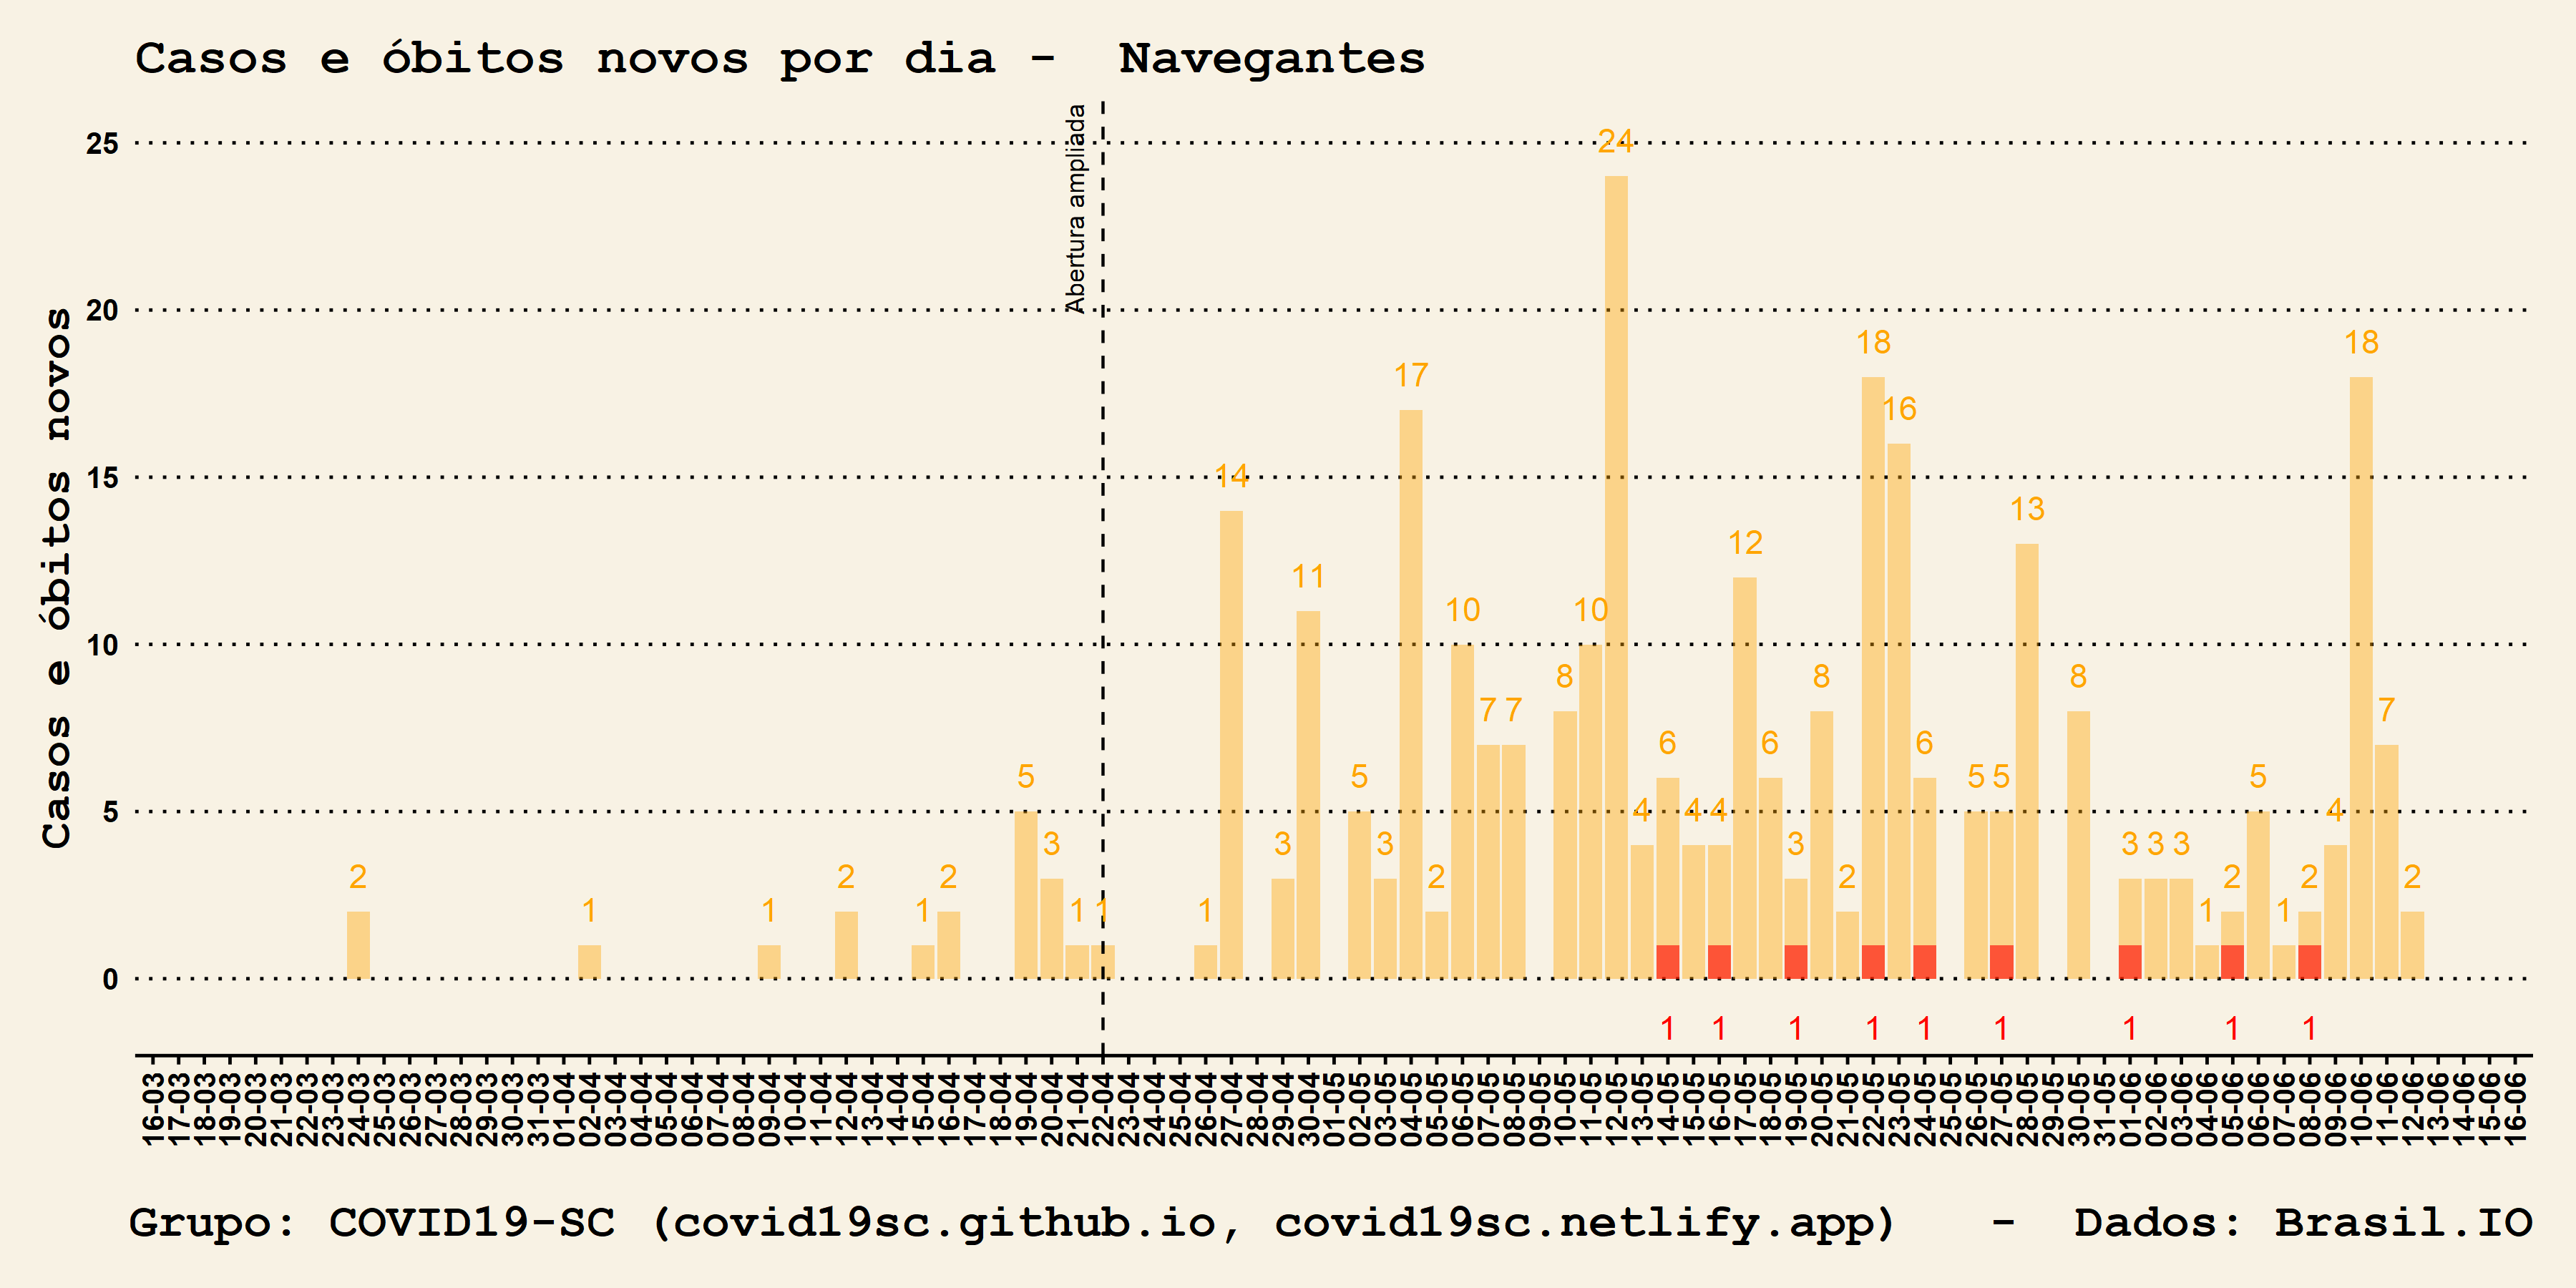 Casos e óbitos novos por dia -  Navegantes
Abertura ampliada
Casos e óbitos novos
25
20
15
10
5
0
2 1 1 2 1 2 5 3 1 1 1 14 3 11 5 3 17 2 10 7 7 8 10 24 4 6 4 4 12 6 3 8 2 18 16 6 5 5 13 8 3 3 3 1 2 5 1 2 4 18 7 2
1 1 1 1 1 1 1 1 1
16-03 17-03 18-03 19-03 20-03 21-03 22-03 23-03 24-03 25-03 26-03 27-03 28-03 29-03 30-03 31-03 01-04 02-04 03-04 04-04 05-04 06-04 07-04 08-04 09-04 10-04 11-04 12-04 13-04 14-04 15-04 16-04 17-04 18-04 19-04 20-04 21-04 22-04 23-04 24-04 25-04 26-04 27-04 28-04 29-04 30-04 01-05 02-05 03-05 04-05 05-05 06-05 07-05 08-05 09-05 10-05 11-05 12-05 13-05 14-05 15-05 16-05 17-05 18-05 19-05 20-05 21-05 22-05 23-05 24-05 25-05 26-05 27-05 28-05 29-05 30-05 31-05 01-06 02-06 03-06 04-06 05-06 06-06 07-06 08-06 09-06 10-06 11-06 12-06 13-06 14-06 15-06 16-06
Grupo: COVID19-SC (covid19sc.github.io, covid19sc.netlify.app)  -  Dados: Brasil.IO